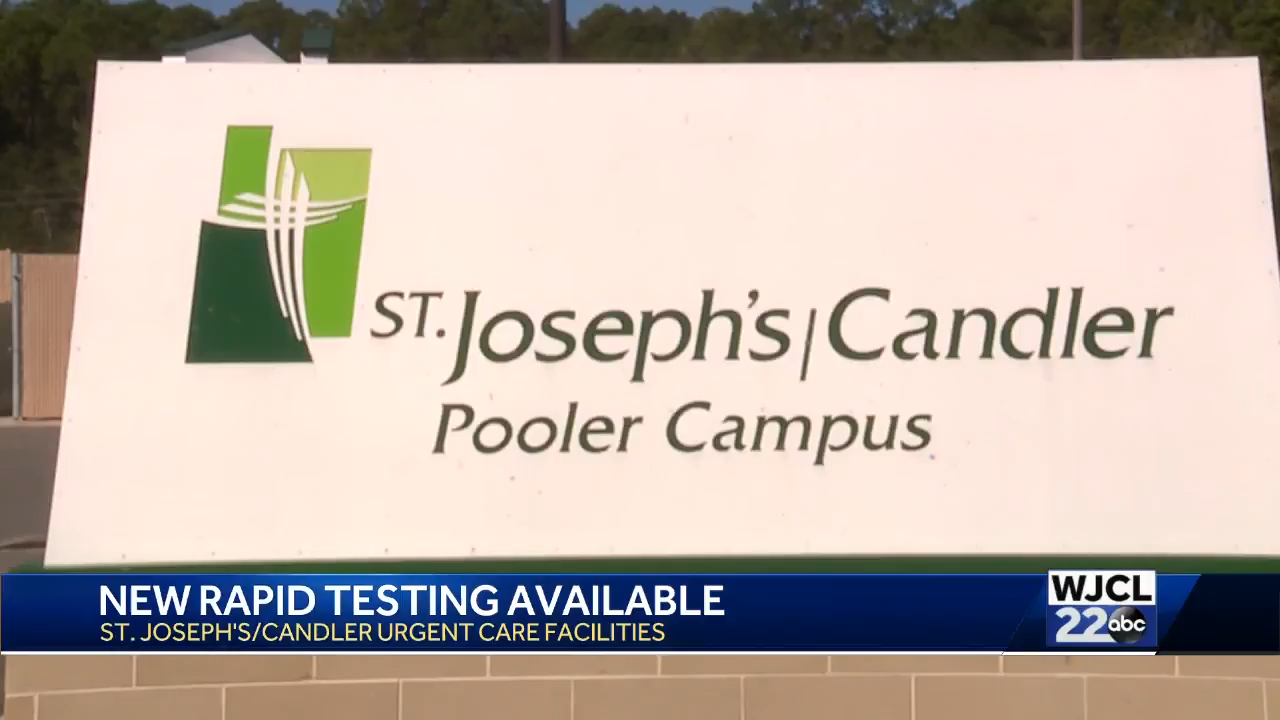 ST. Joseph's/Candler
Pooler Campus
NEW RAPID TESTING AVAILABLE
ST. JOSEPH'S/CANDLER URGENT CARE FACILITIES
WJCL
22 abc